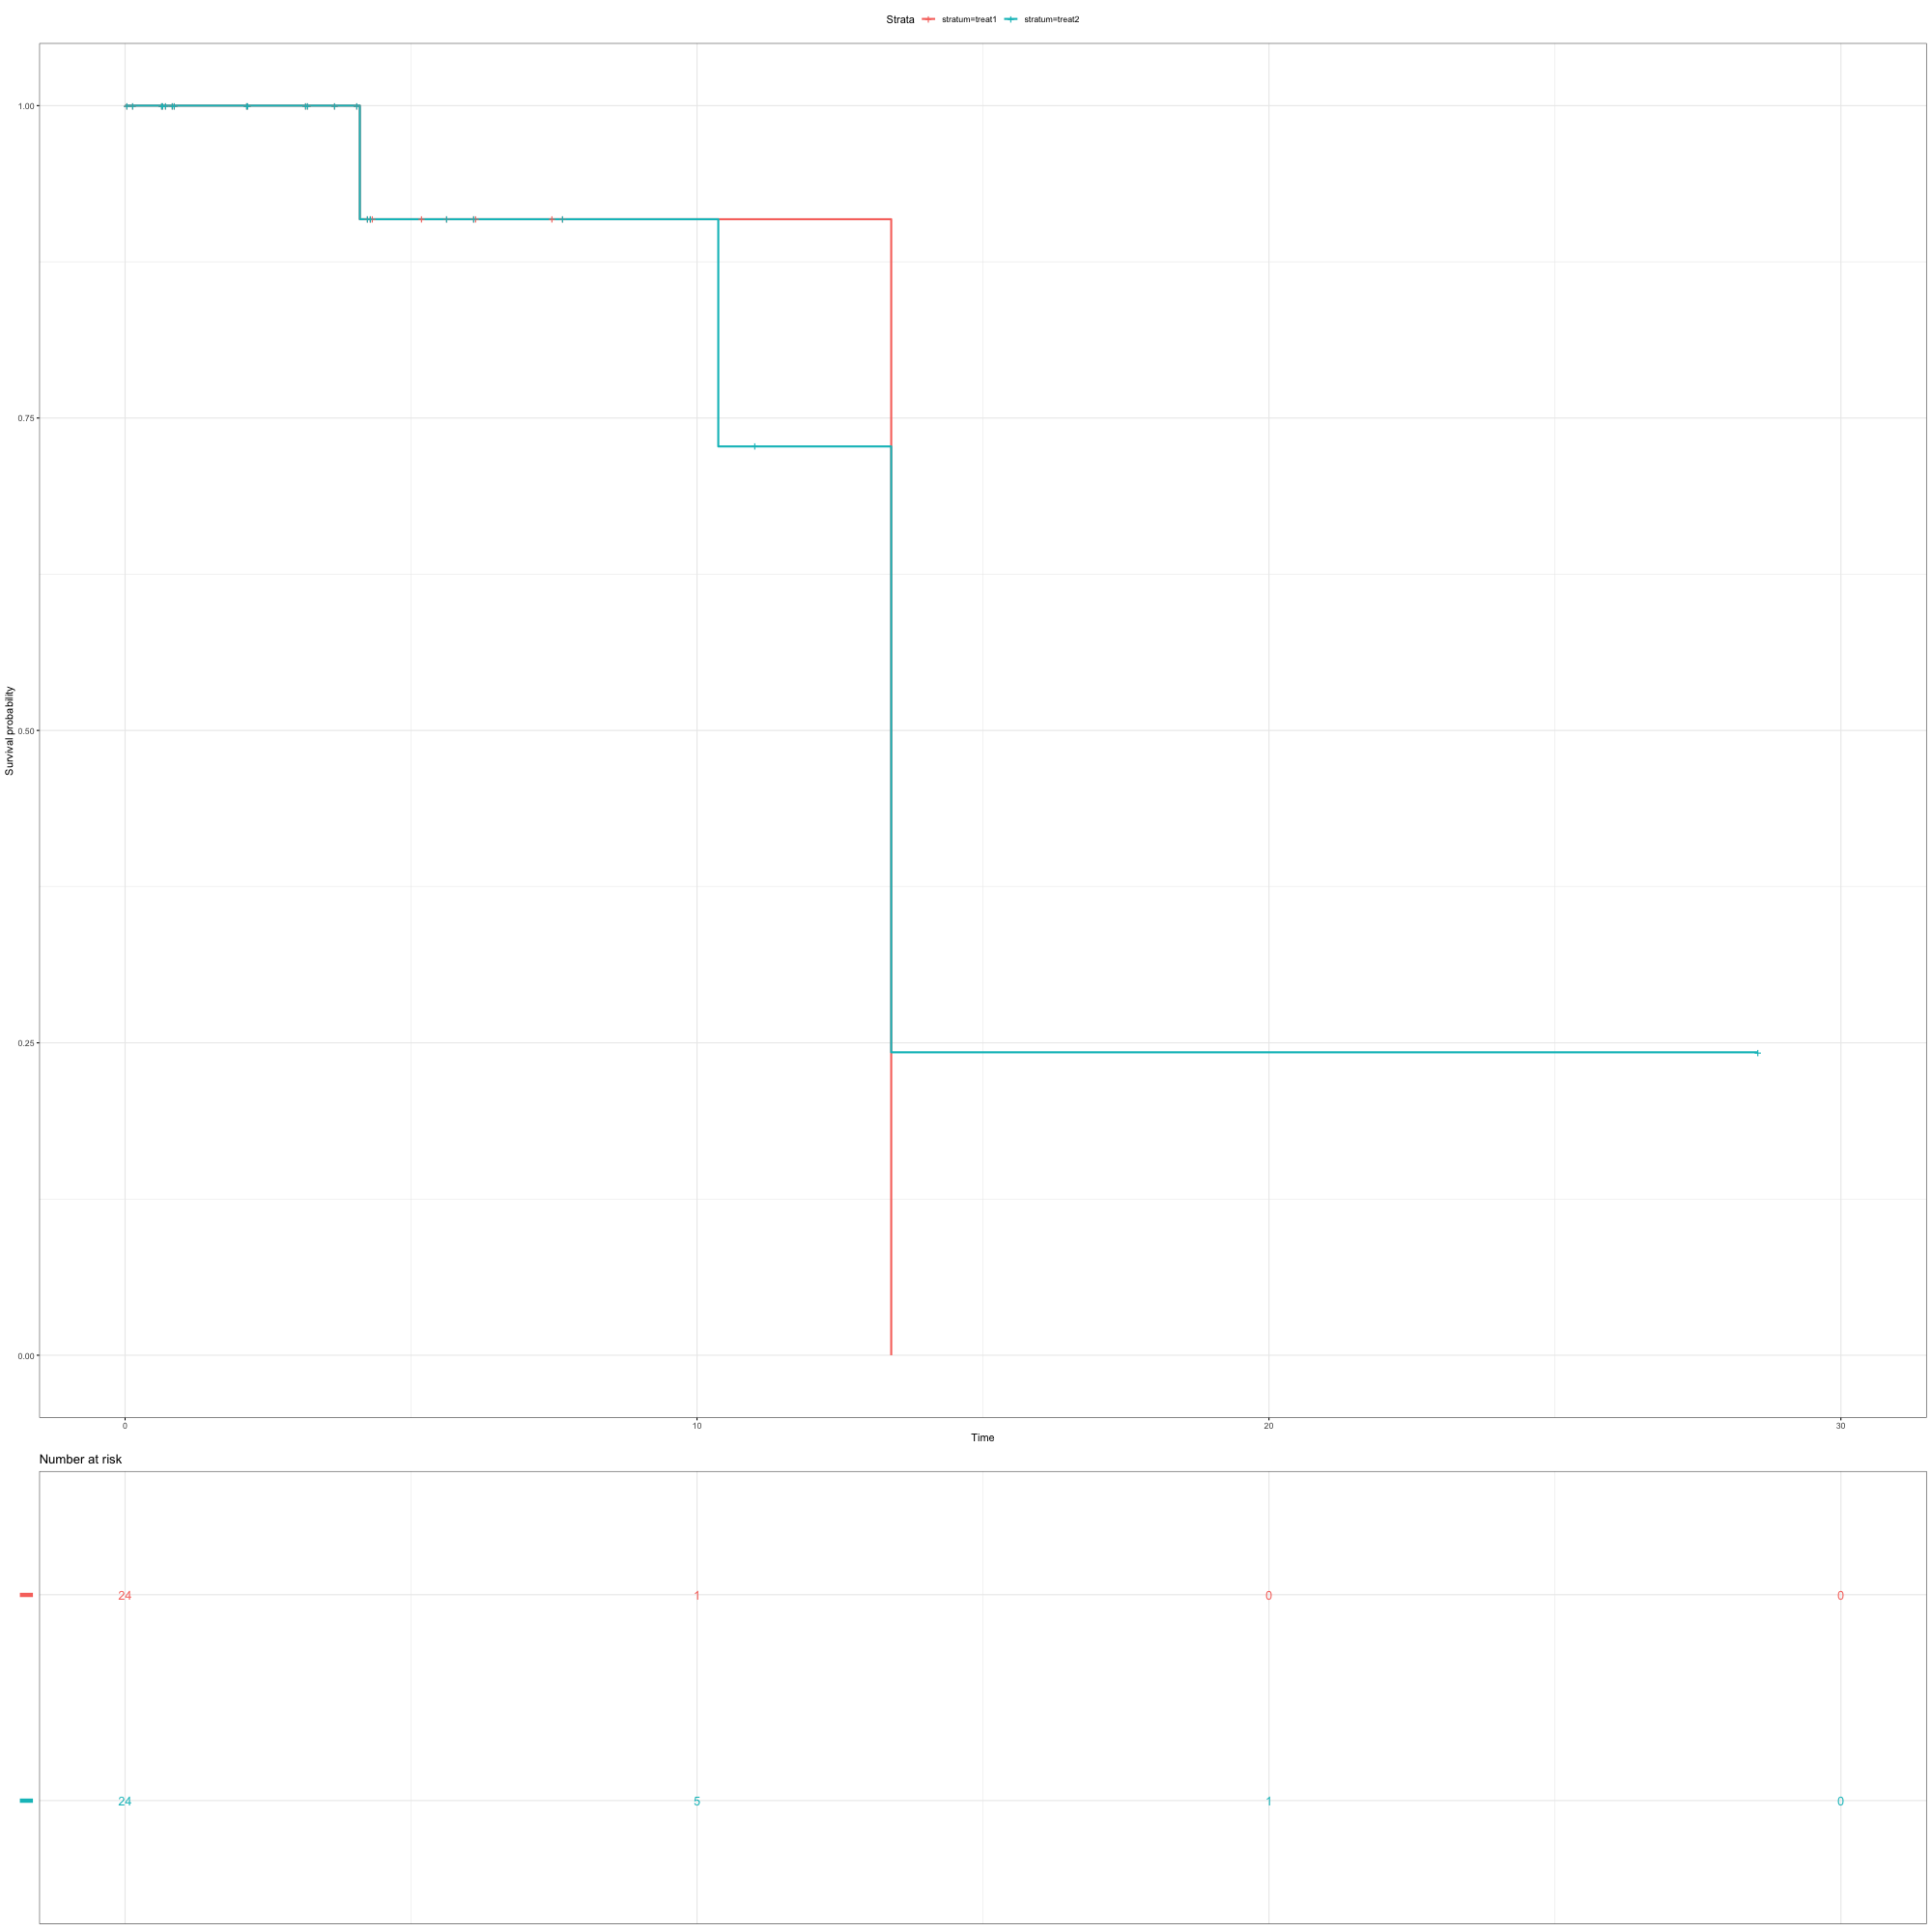 Strata stratum=treat1 stratum=treat2
1.00
0.75
0.50
0.25
0.00
Survival probability
0 10 20 30
Time
Number at risk
24 1 0 0
24 5 1 0